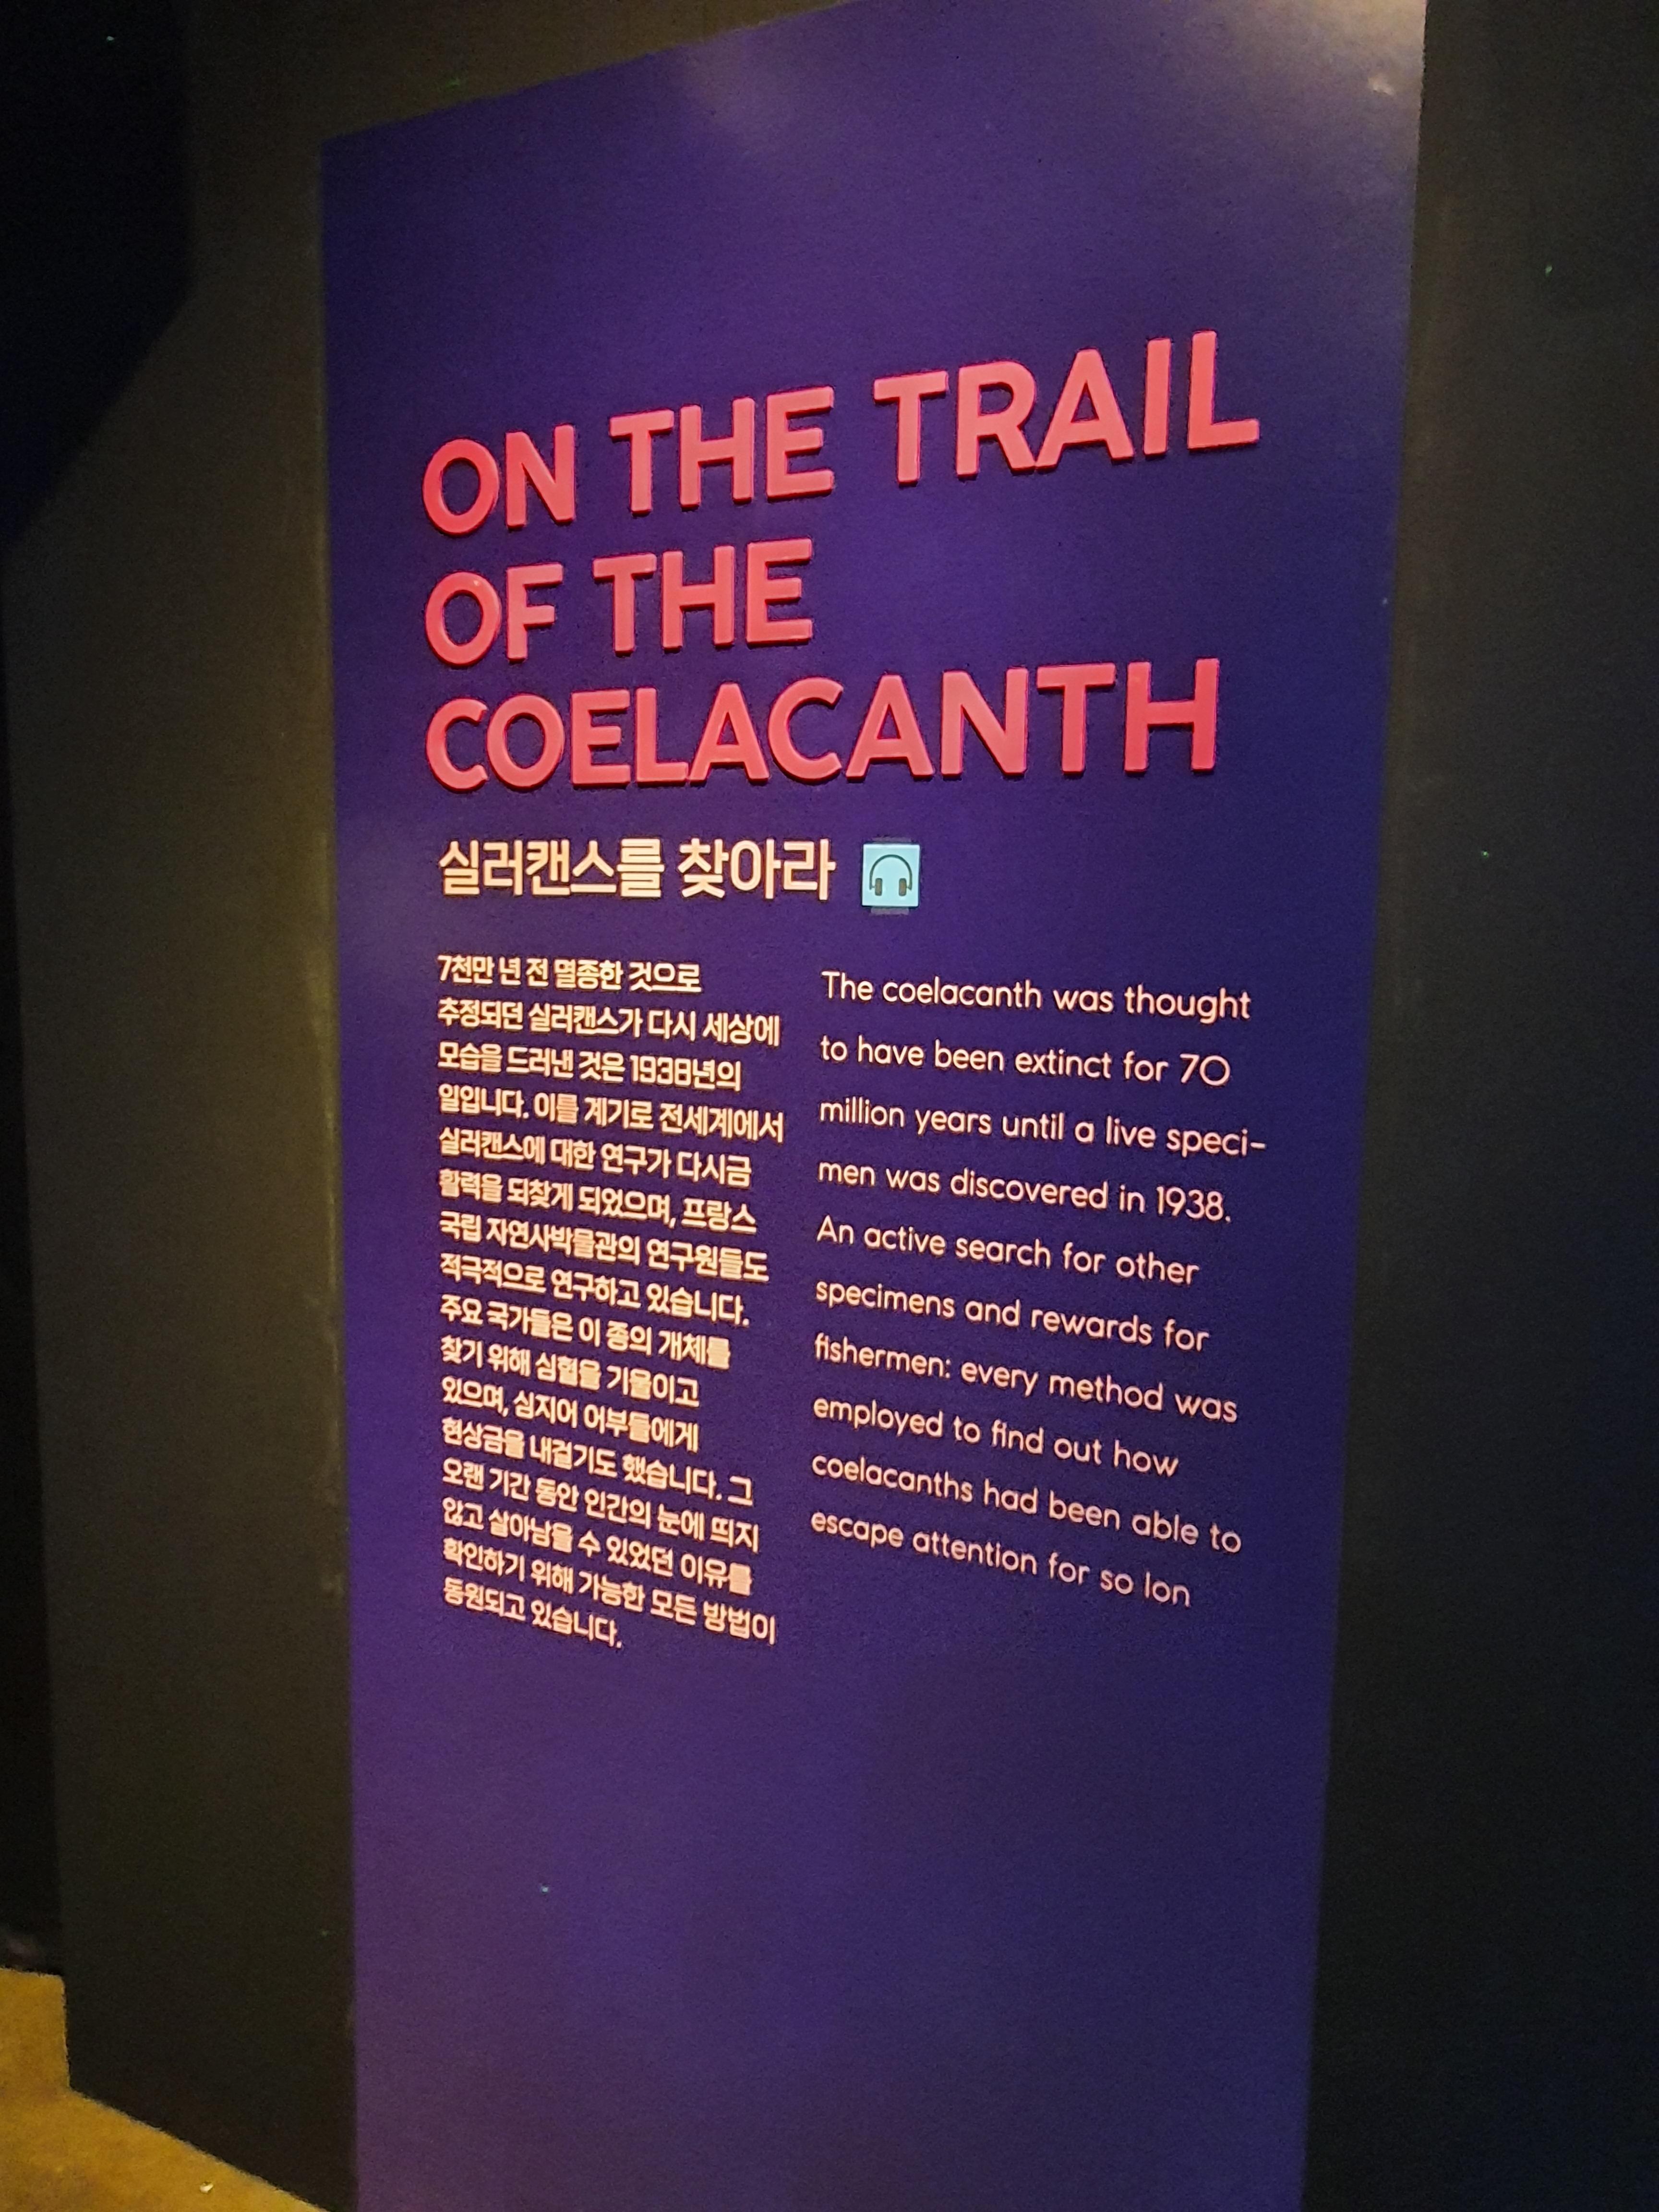 ON THE TRAIL
OF THE
COELACANTH
실러캔스를 찾아라
7천만 년 전 멸종한 것으로
추정되던 실러캔스가 다시 세상에
모습을 드러낸 것은 1938년의
일입니다. 이를 계기로 전세계에서
실러캔스에 대한 연구가 다시금
활력을 되찾게 되었으며, 프랑스
국립 자연사박물관의 연구원들도
적극적으로 연구하고 있습니다.
주요 국가들은 이 종의 개체를
찾기 위해 심혈을 기울이고
있으며, 심지어 어부들에게
현상금을 내걸기도 했습니다. 그
오랜 기간 동안 인간의 눈에 띄지
않고 살아남을 수 있었던 이유를
확인하기 위해 가능한 모든 방법이
동원되고 있습니다.
The coelacanth was thought
to have been extinct for 70
million years until a live speci-
men was discovered in 1938.
An active search for other
specimens and rewards for
fishermen: every method was
employed to find out how
coelacanths had been able to
escape attention for so lon